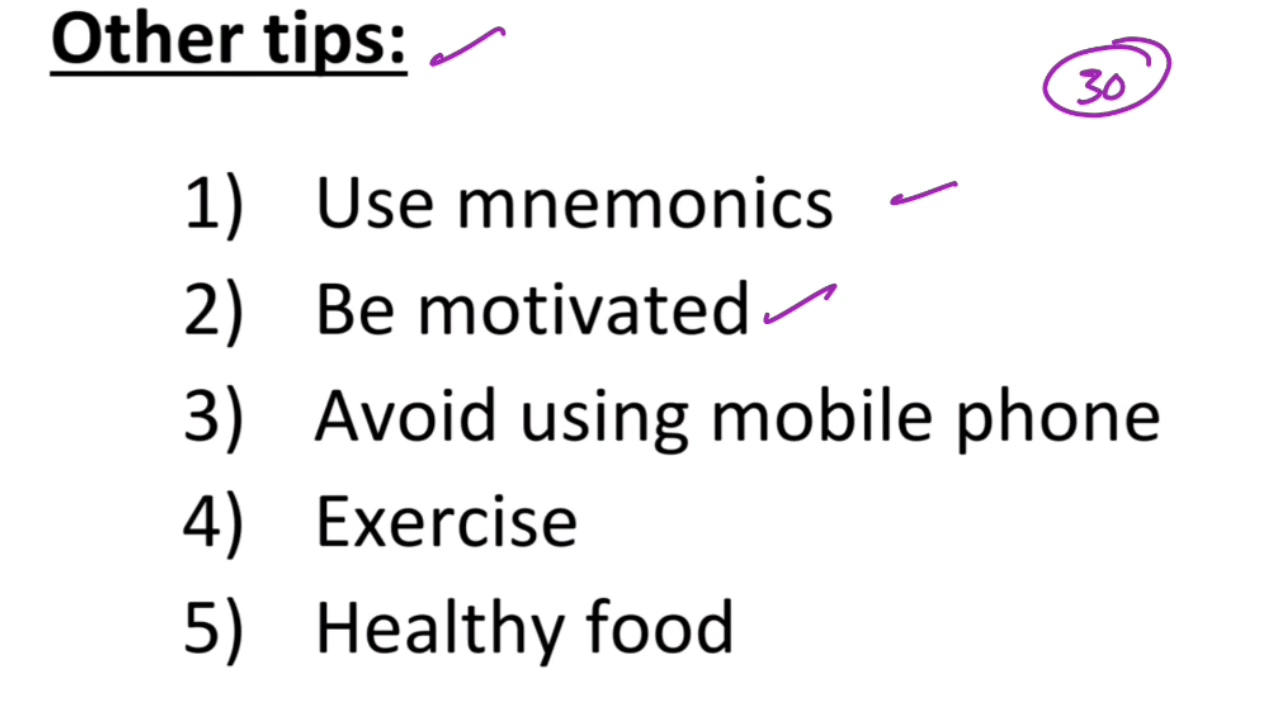 Other tips:
30
1) Use mnemonics
2) Be motivated
3) Avoid using mobile phone
4) Exercise
5) Healthy food